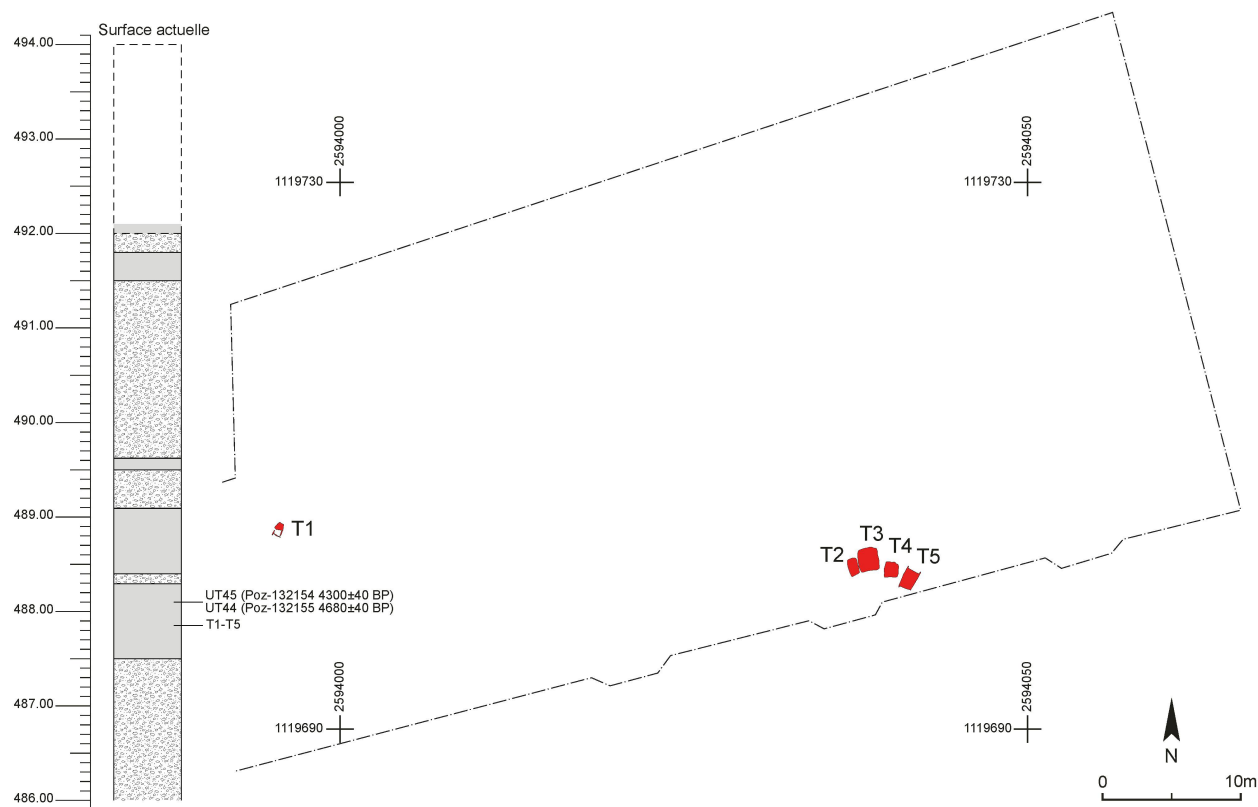 Surface actuelle
494.00
493.00
492.00
491.00
490.00
489.00
488.00
487.00
486.00
UT45 (Poz-132154 4300±40 BP)
UT44 (Poz-132155 4680±40 BP)
T1-T5
2594000
1119730
2594050
1119730
T1
T2
T3
T4
T5
2594000
1119690
2594050
1119690
N
0 10m